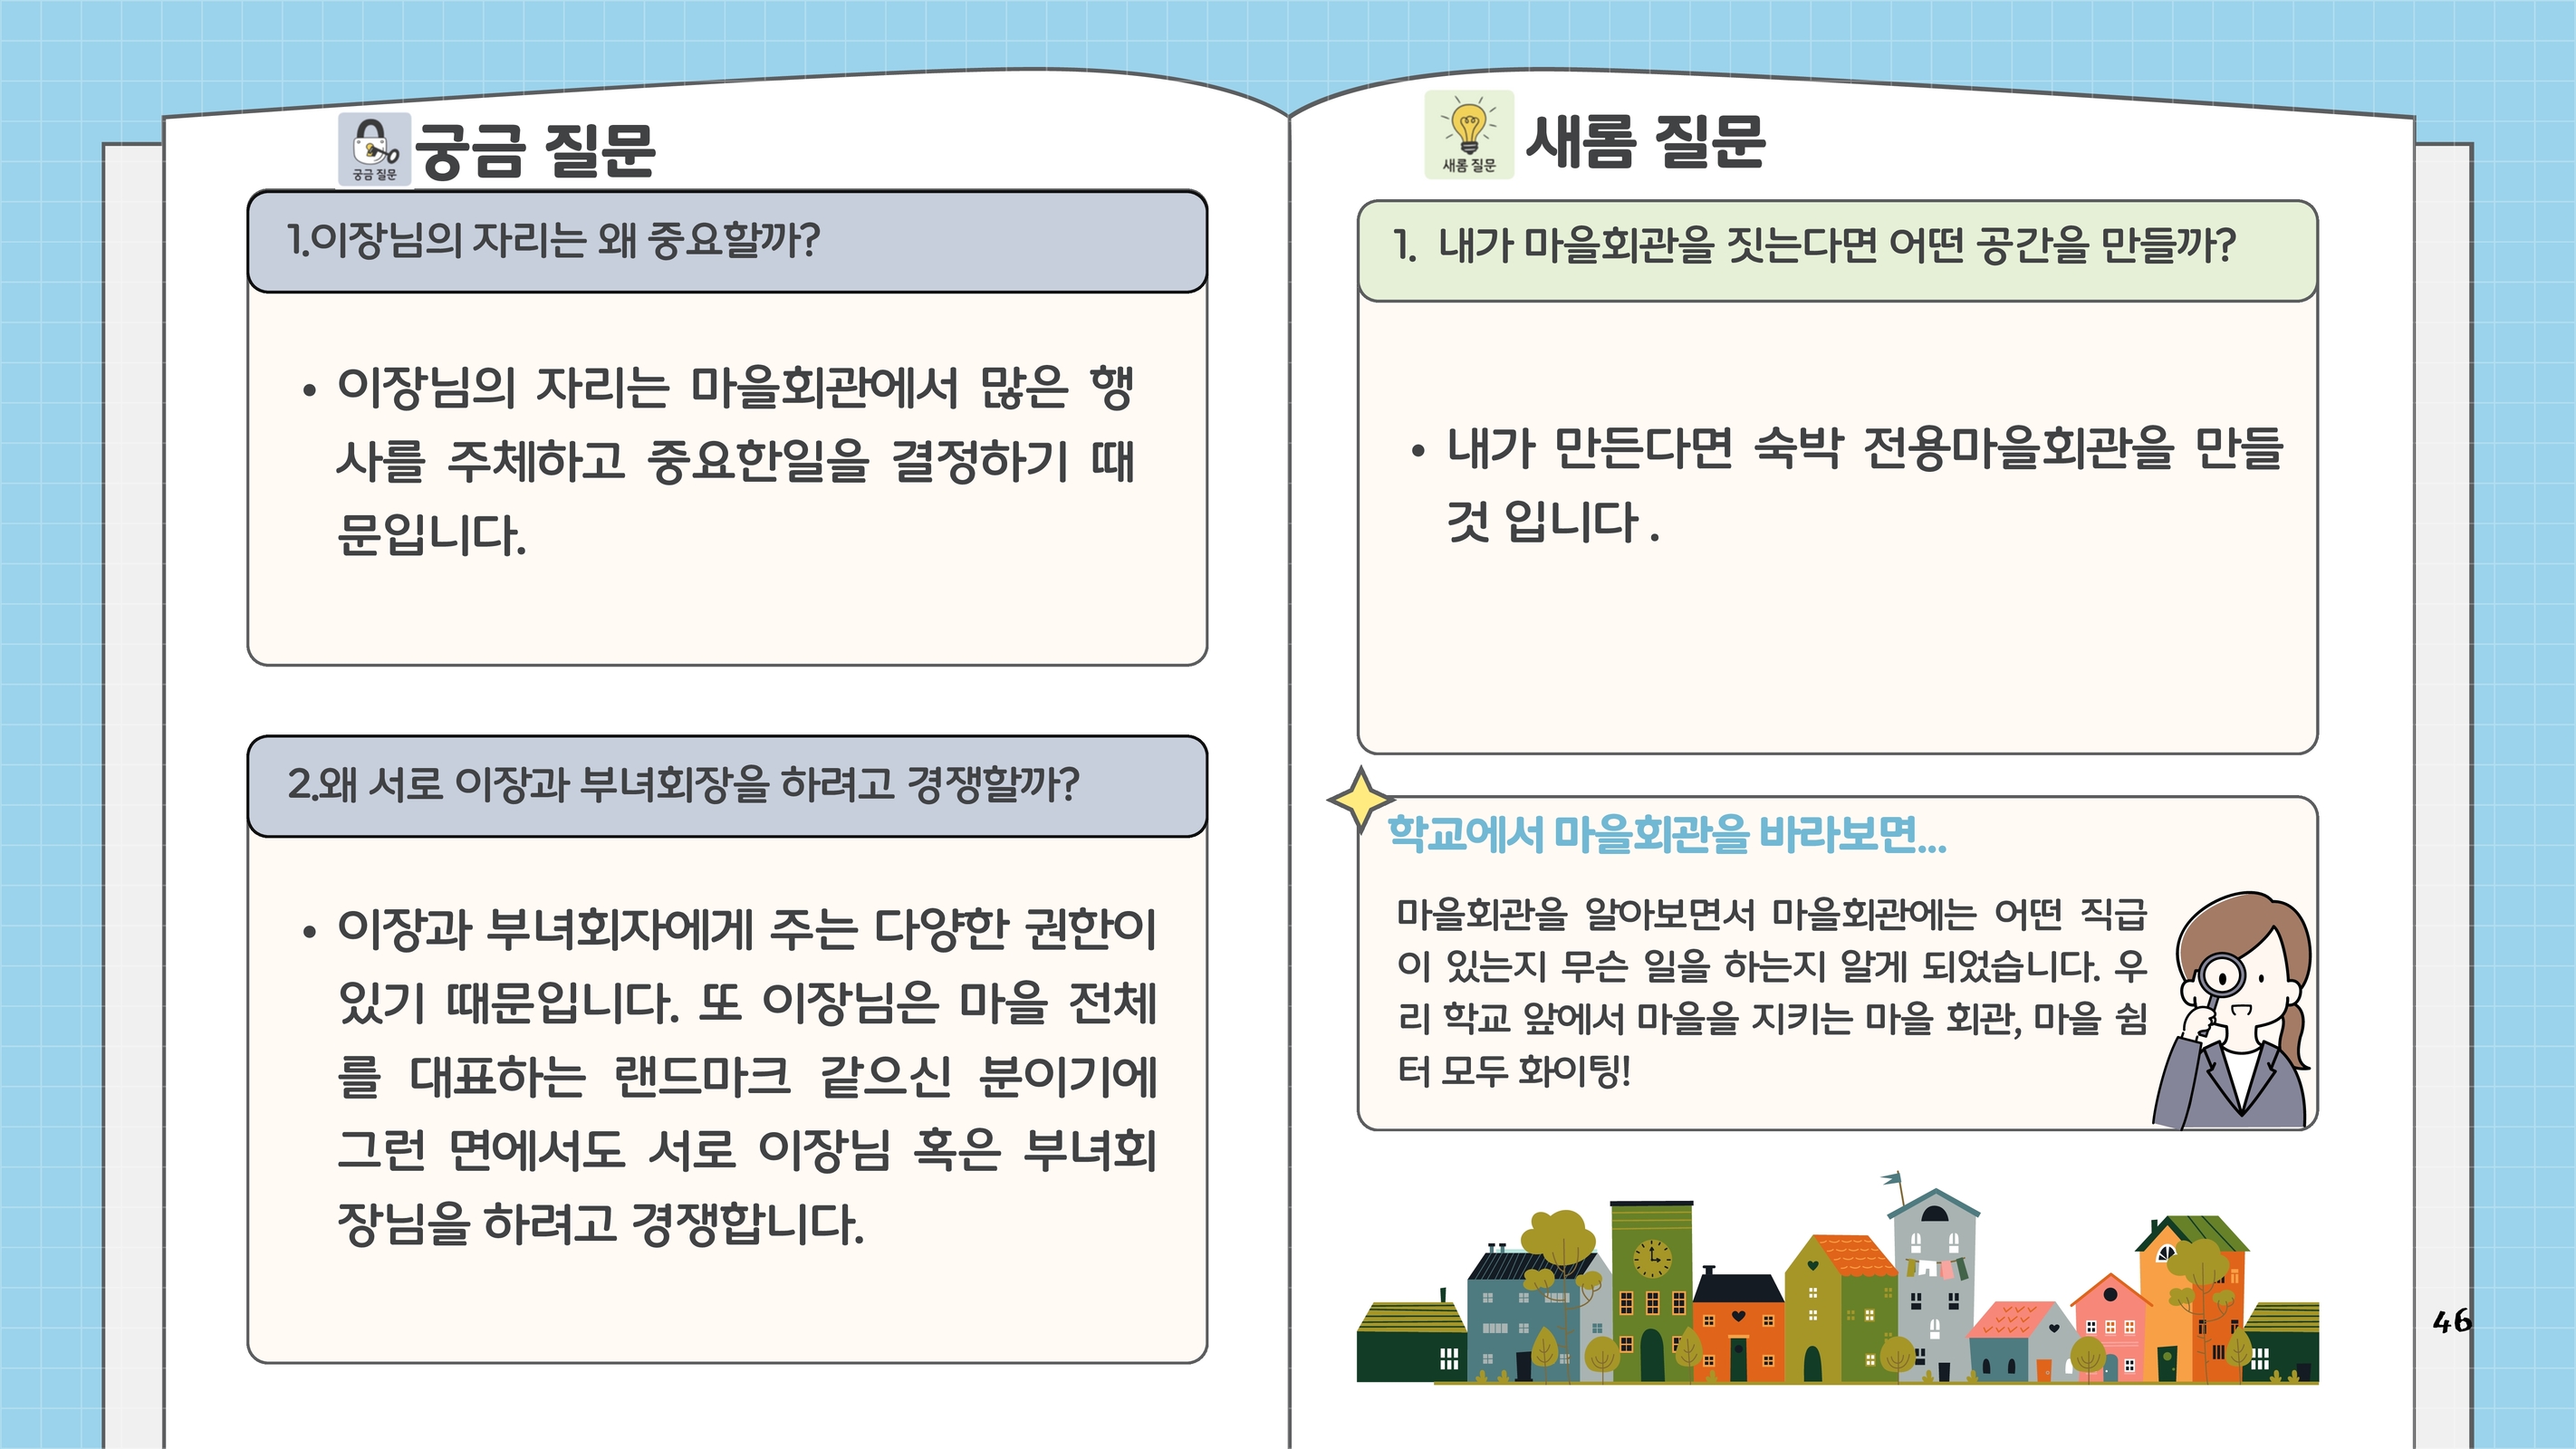 궁금 질문
궁금 질문
1.이장님의 자리는 왜 중요할까?
• 이장님의 자리는 마을회관에서 많은 행
사를 주체하고 중요한일을 결정하기 때
문입니다.
2.왜 서로 이장과 부녀회장을 하려고 경쟁할까?
• 이장과 부녀회자에게 주는 다양한 권한이
있기 때문입니다. 또 이장님은 마을 전체
를 대표하는 랜드마크 같으신 분이기에
그런 면에서도 서로 이장님 혹은 부녀회
장님을 하려고 경쟁합니다.
새롬 질문
새롬 질문
1. 내가 마을회관을 짓는다면 어떤 공간을 만들까?
• 내가 만든다면 숙박 전용마을회관을 만들
것 입니다 .
학교에서 마을회관을 바라보면...
마을회관을 알아보면서 마을회관에는 어떤 직급
이 있는지 무슨 일을 하는지 알게 되었습니다. 우
리 학교 앞에서 마을을 지키는 마을 회관, 마을 쉼
터 모두 화이팅!
46